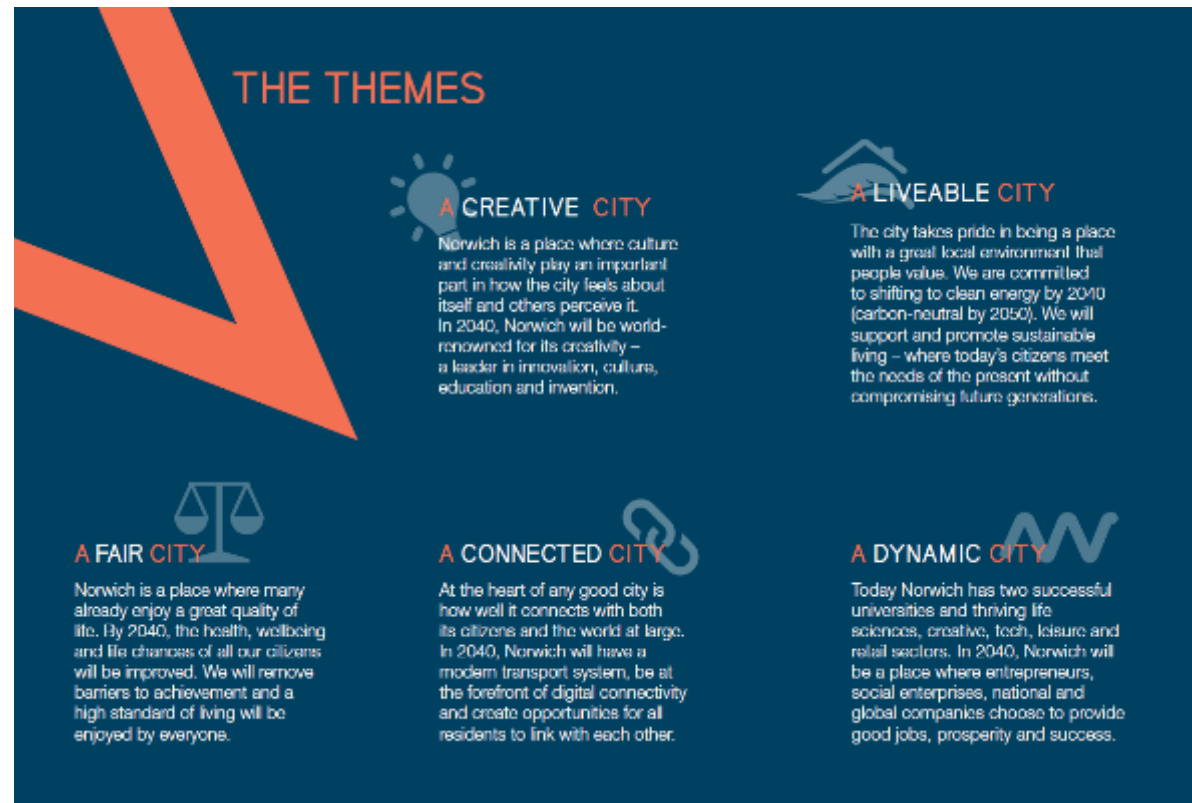 THE THEMES
A CREATIVE CITY
Norwich is a place where culture
and creativity play an important
part in how the city feels about
itself and others perceive it.
In 2040, Norwich will be world-
renowned for its creativity –
a leader in innovation, culture,
education and invention.
A LIVEABLE CITY
The city takes pride in being a place
with a great local environment that
people value. We are committed
to shifting to clean energy by 2040
(carbon-neutral by 2050). We will
support and promote sustainable
living – where today's citizens meet
the needs of the present without
compromising future generations.
A FAIR CITY
Norwich is a place where many
already enjoy a great quality of
life. By 2040, the health, wellbeing
and life chances of all our citizens
will be improved. We will remove
barriers to achievement and a
high standard of living will be
enjoyed by everyone.
A CONNECTED CITY
At the heart of any good city is
how well it connects with both
its citizens and the world at large.
In 2040, Norwich will have a
modern transport system, be at
the forefront of digital connectivity
and create opportunities for all
residents to link with each other.
A DYNAMIC CITY
Today Norwich has two successful
universities and thriving life
sciences, creative, tech, leisure and
retail sectors. In 2040, Norwich will
be a place where entrepreneurs,
social enterprises, national and
global companies choose to provide
good jobs, prosperity and success.